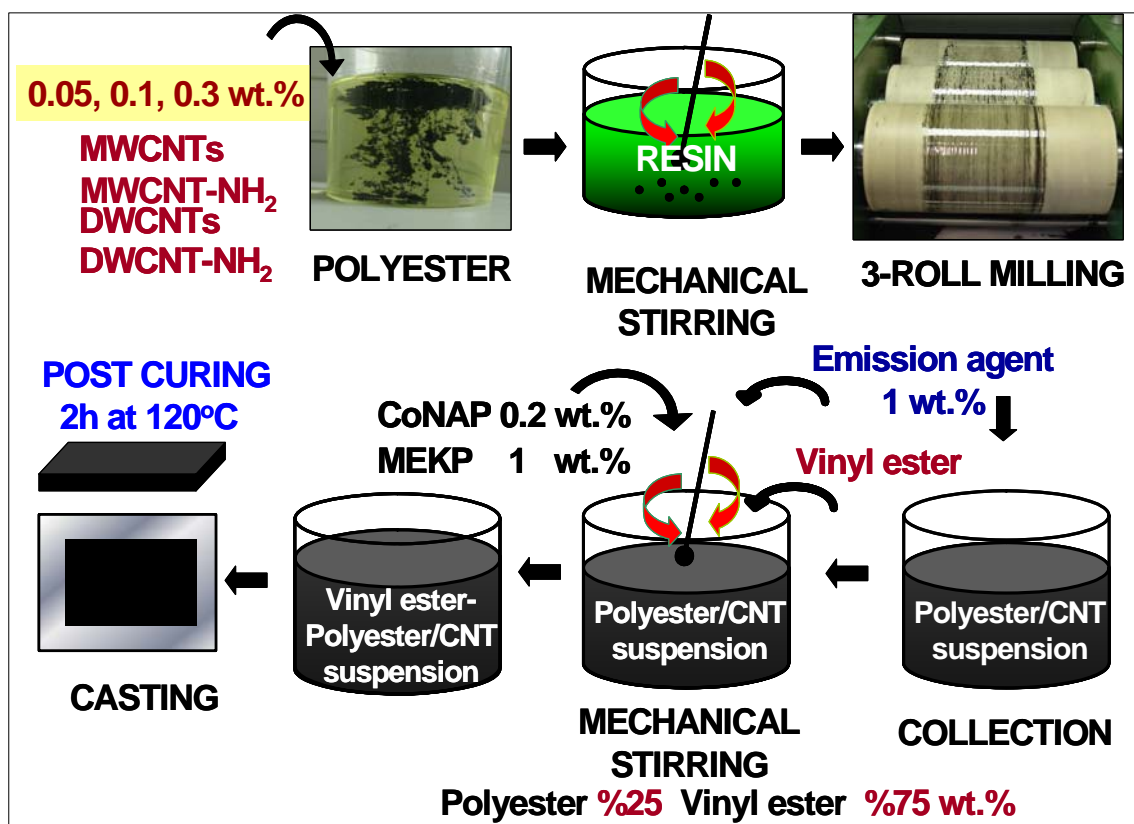 0.05, 0.1, 0.3 wt.%
MWCNTs
MWCNT-NH₂
DWCNTs
DWCNT-NH₂
POLYESTER
RESIN
MECHANICAL
STIRRING
3-ROLL MILLING
Emission agent
1 wt.%
Vinyl ester
CoNAP 0.2 wt.%
MEKP 1 wt.%
POST CURING
2h at 120ºC
Polyester/CNT
suspension
COLLECTION
Polyester/CNT
suspension
MECHANICAL
STIRRING
Polyester %25 Vinyl ester %75 wt.%
Vinyl ester-
Polyester/CNT
suspension
CASTING